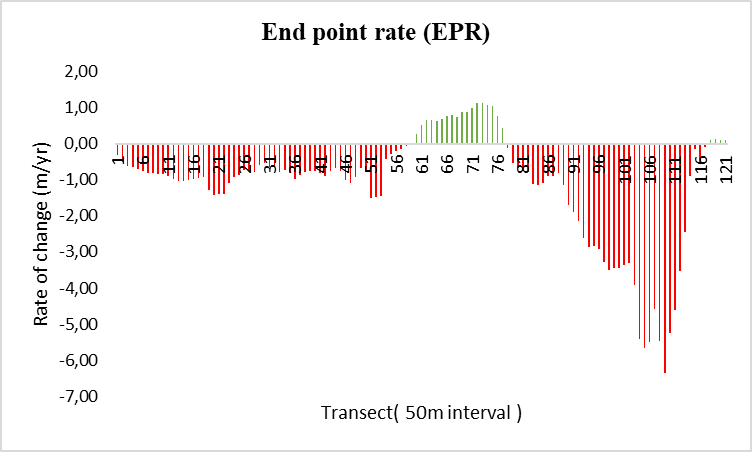 End point rate (EPR)
Rate of change (m/yr)
2,00
1,00
0,00
-1,00
-2,00
-3,00
-4,00
-5,00
-6,00
-7,00
1 6 11 16 21 26 31 36 41 46 51 56 61 66 71 76 81 86 91 96 101 106 111 116 121
Transect( 50m interval )